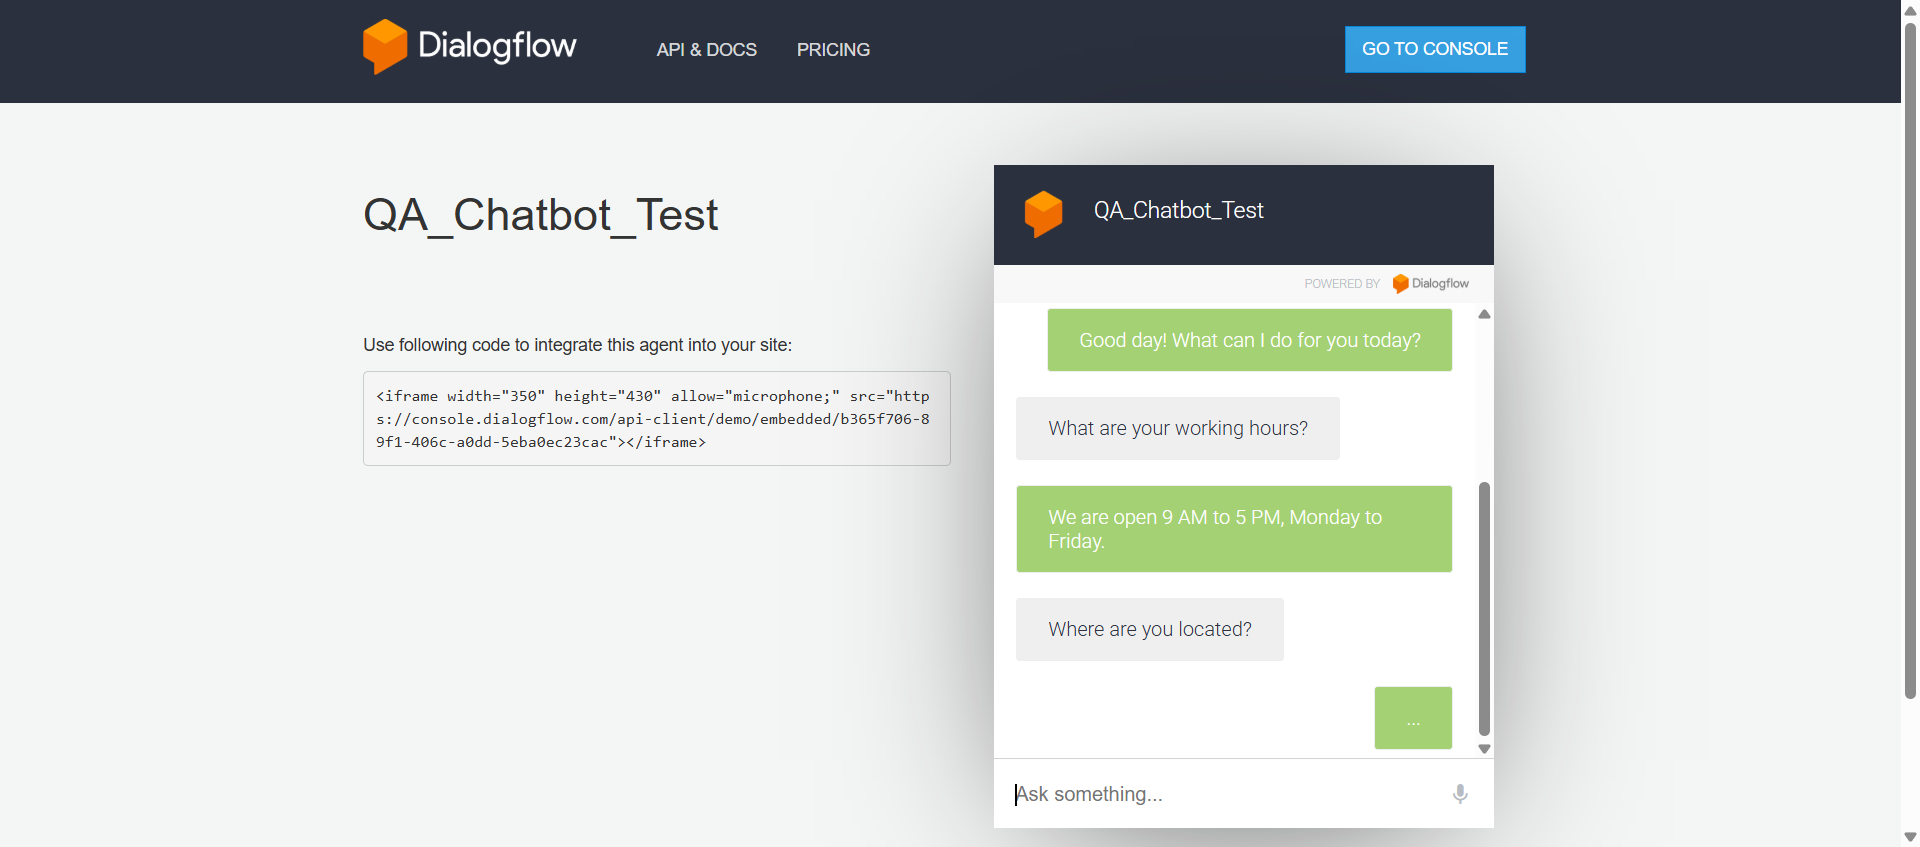 Dialogflow
API & DOCS
PRICING
GO TO CONSOLE
QA_Chatbot_Test
Use following code to integrate this agent into your site:
<iframe width="350" height="430" allow="microphone;" src="http
s://console.dialogflow.com/api-client/demo/embedded/b365f706-8
9f1-406c-a0dd-5eba0ec23cac"></iframe>
QA_Chatbot_Test
POWERED BY Dialogflow
Good day! What can I do for you today?
What are your working hours?
We are open 9 AM to 5 PM, Monday to
Friday.
Where are you located?
...
Ask something...